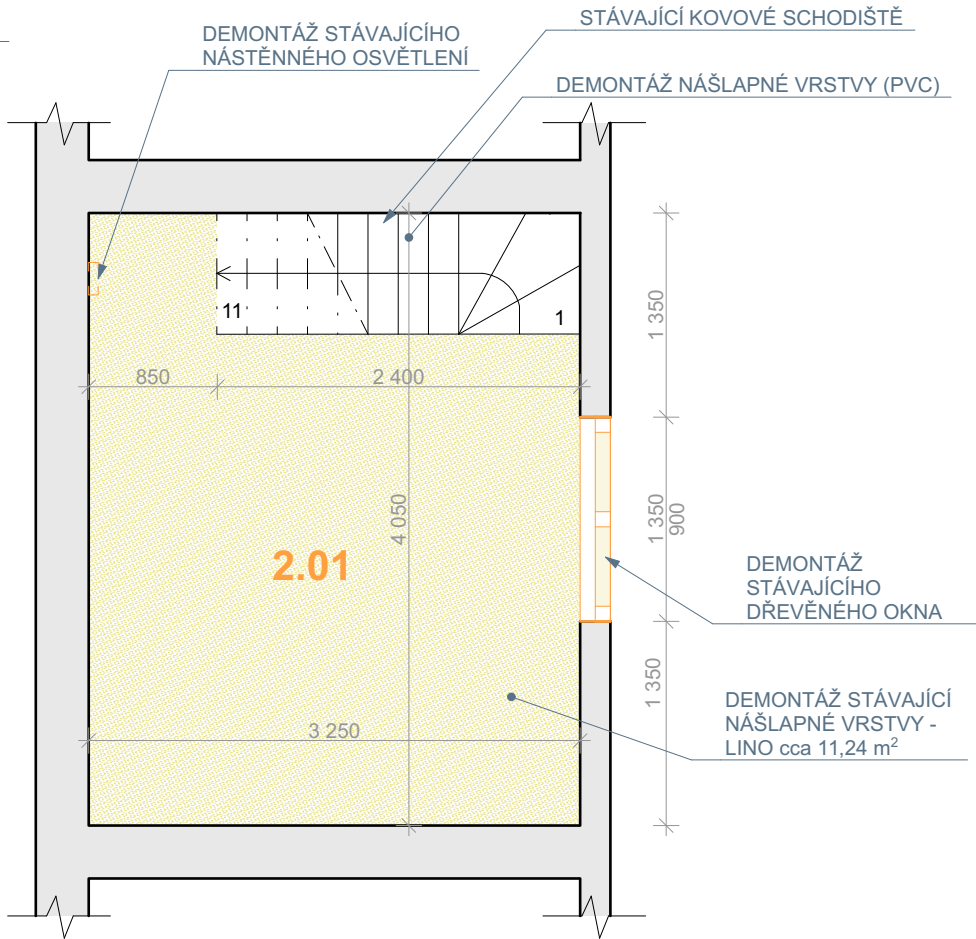 STÁVAJÍCÍ KOVOVÉ SCHODIŠTĚ
DEMONTÁŽ STÁVAJÍCÍHO
NÁSTĚNNÉHO OSVĚTLENÍ
DEMONTÁŽ NÁŠLAPNÉ VRSTVY (PVC)
11
1
1 350
850
2 400
4 050
1 350
900
2.01
DEMONTÁŽ
STÁVAJÍCÍHO
DŘEVĚNÉHO OKNA
1 350
DEMONTÁŽ STÁVAJÍCÍ
NÁŠLAPNÉ VRSTVY -
LINO cca 11,24 m²
3 250